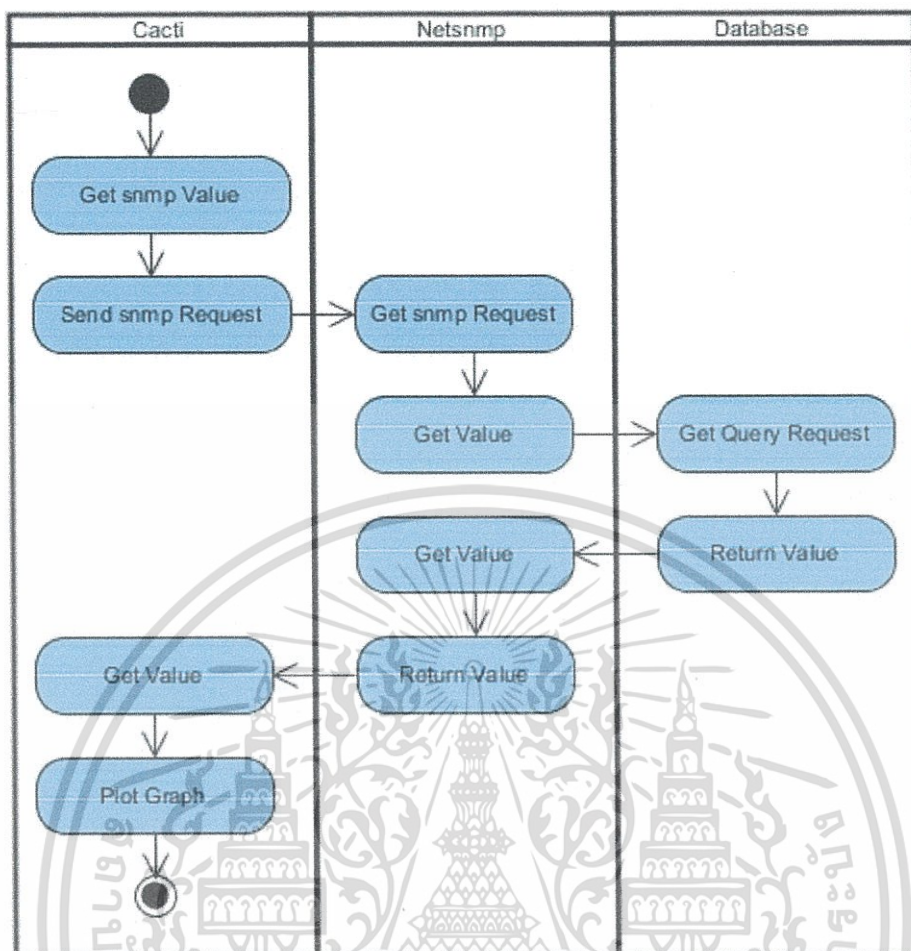 Cacti
Netsnmp
Database
Get snmp Value
Send snmp Request
Get snmp Request
Get Value
Get Query Request
Get Value
Return Value
Get Value
Return Value
Plot Graph